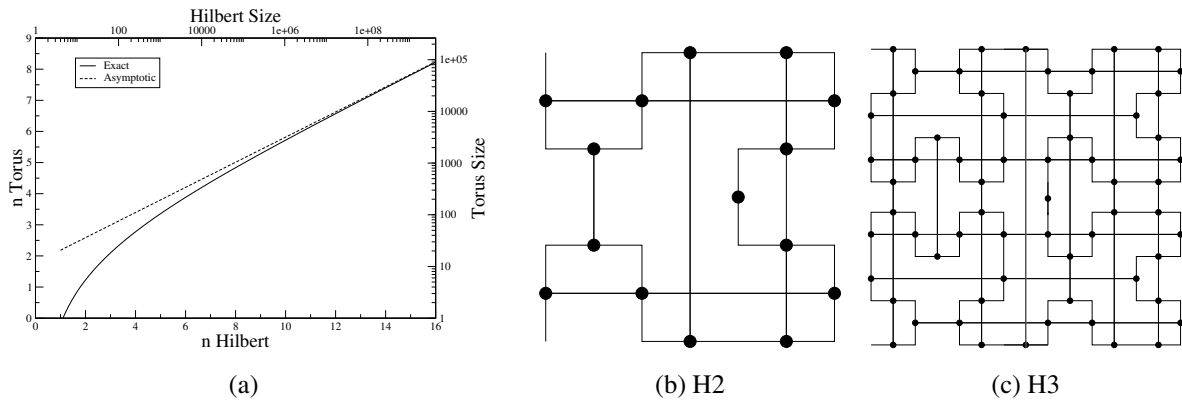 Hilbert Size
1 100 10000 1e+06 1e+08
9
8
7
6
5
4
3
2
1
0
n Torus
Exact
Asymptotic
1e+05
10000
1000
100
10
1
Torus Size
0 2 4 6 8 10 12 14 16
n Hilbert
(a) (b) H2 (c) H3